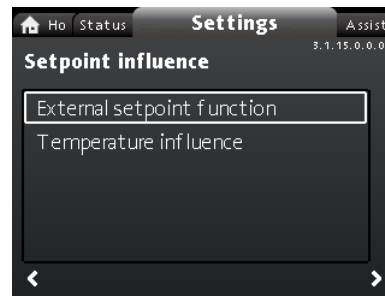 Ho Status Settings Assist
3.1.15.0.0.0
Setpoint influence
External setpoint function
Temperature influence